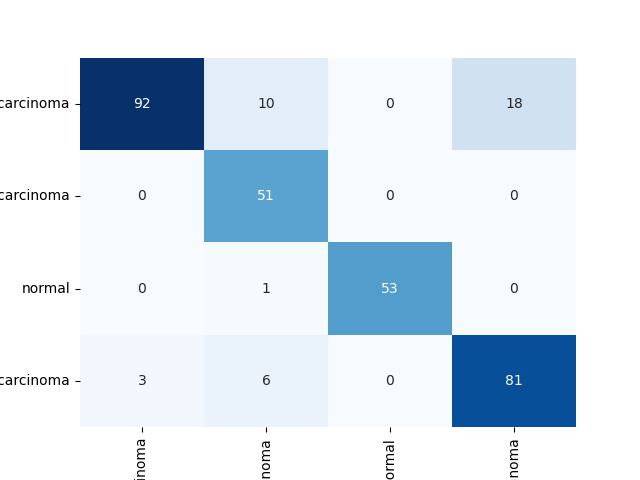 carcinoma 92 10 0 18
carcinoma 0 51 0 0
normal 0 1 53 0
carcinoma 3 6 0 81
inoma noma ormal noma